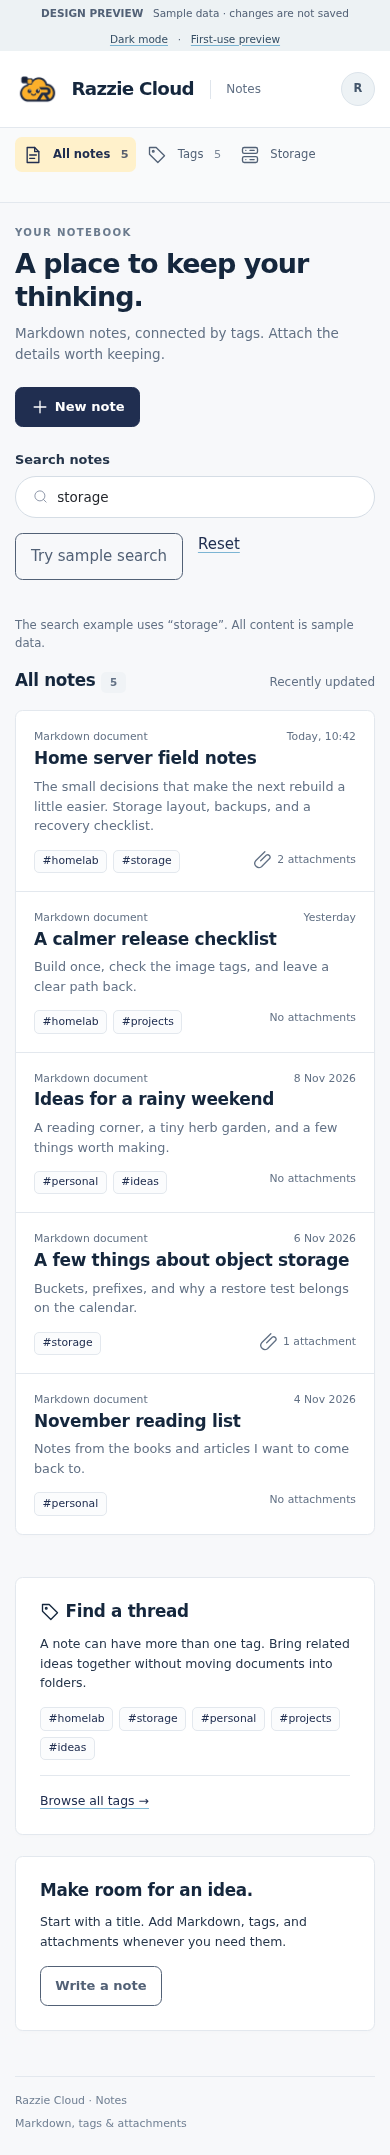 DESIGN PREVIEW Sample data · changes are not saved
Dark mode · First-use preview
Razzie Cloud Notes R
All notes 5 Tags 5 Storage
YOUR NOTEBOOK
A place to keep your
thinking.
Markdown notes, connected by tags. Attach the
details worth keeping.
New note
Search notes
storage
Try sample search Reset
The search example uses “storage”. All content is sample
data.
All notes 5 Recently updated
Markdown document Today, 10:42
Home server field notes
The small decisions that make the next rebuild a
little easier. Storage layout, backups, and a
recovery checklist.
#homelab #storage 2 attachments
Markdown document Yesterday
A calmer release checklist
Build once, check the image tags, and leave a
clear path back.
#homelab #projects No attachments
Markdown document 8 Nov 2026
Ideas for a rainy weekend
A reading corner, a tiny herb garden, and a few
things worth making.
#personal #ideas No attachments
Markdown document 6 Nov 2026
A few things about object storage
Buckets, prefixes, and why a restore test belongs
on the calendar.
#storage 1 attachment
Markdown document 4 Nov 2026
November reading list
Notes from the books and articles I want to come
back to.
#personal No attachments
Find a thread
A note can have more than one tag. Bring related
ideas together without moving documents into
folders.
#homelab #storage #personal #projects
#ideas
Browse all tags →
Make room for an idea.
Start with a title. Add Markdown, tags, and
attachments whenever you need them.
Write a note
Razzie Cloud · Notes
Markdown, tags & attachments